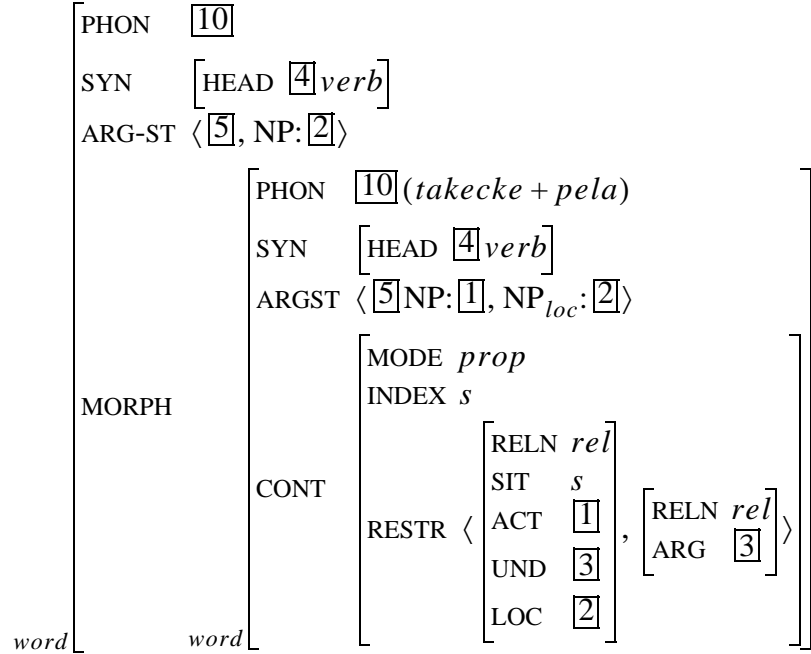 PHON 10
SYN [HEAD 4 verb]
ARG-ST ⟨ 5, NP: 2⟩
PHON 10 (takecke + pela)
SYN [HEAD 4 verb]
ARGST ⟨ 5 NP: 1, NP_loc: 2⟩
MODE prop
INDEX s
MORPH
RELN rel
CONT
SIT s
RESTR ⟨ ACT 1 , RELN rel ⟩
UND 3 ARG 3
LOC 2
word word